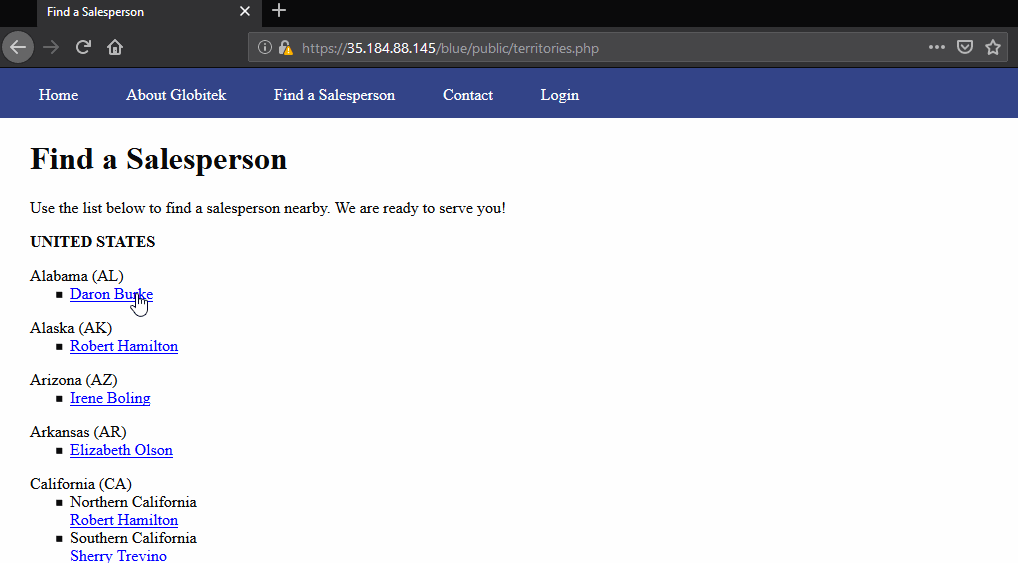 Find a Salesperson
https://35.184.88.145/blue/public/territories.php
Home About Globitek Find a Salesperson Contact Login
Find a Salesperson
Use the list below to find a salesperson nearby. We are ready to serve you!
UNITED STATES
Alabama (AL)
Daron Burke
Alaska (AK)
Robert Hamilton
Arizona (AZ)
Irene Boling
Arkansas (AR)
Elizabeth Olson
California (CA)
Northern California
Robert Hamilton
Southern California
Sherry Trevino